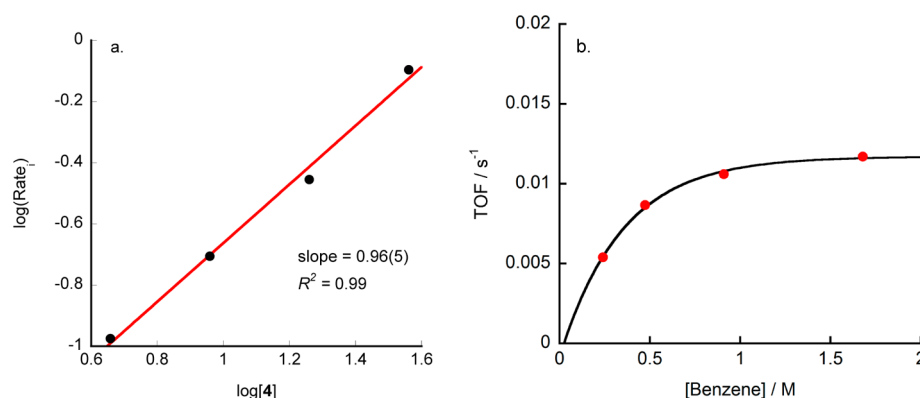 a.
0
-0.2
-0.4
-0.6
-0.8
-1
0.6
0.8
1
1.2
1.4
1.6
log(Rate_i)
log[4]
slope = 0.96(5)
R² = 0.99
b.
0.02
0.015
0.01
0.005
0
0
0.5
1
1.5
2
TOF / s⁻¹
[Benzene] / M